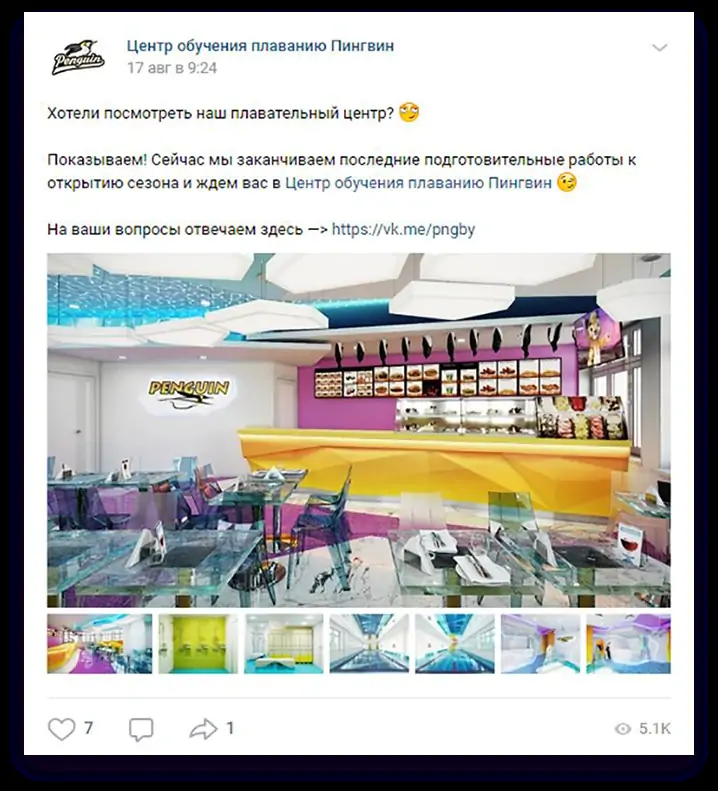 Penguin
Центр обучения плаванию Пингвин
17 авг в 9:24
Хотели посмотреть наш плавательный центр? 🙄
Показываем! Сейчас мы заканчиваем последние подготовительные работы к
открытию сезона и ждем вас в Центр обучения плаванию Пингвин 😉
На ваши вопросы отвечаем здесь —> https://vk.me/pngby
PENGUIN
7
1
5.1K